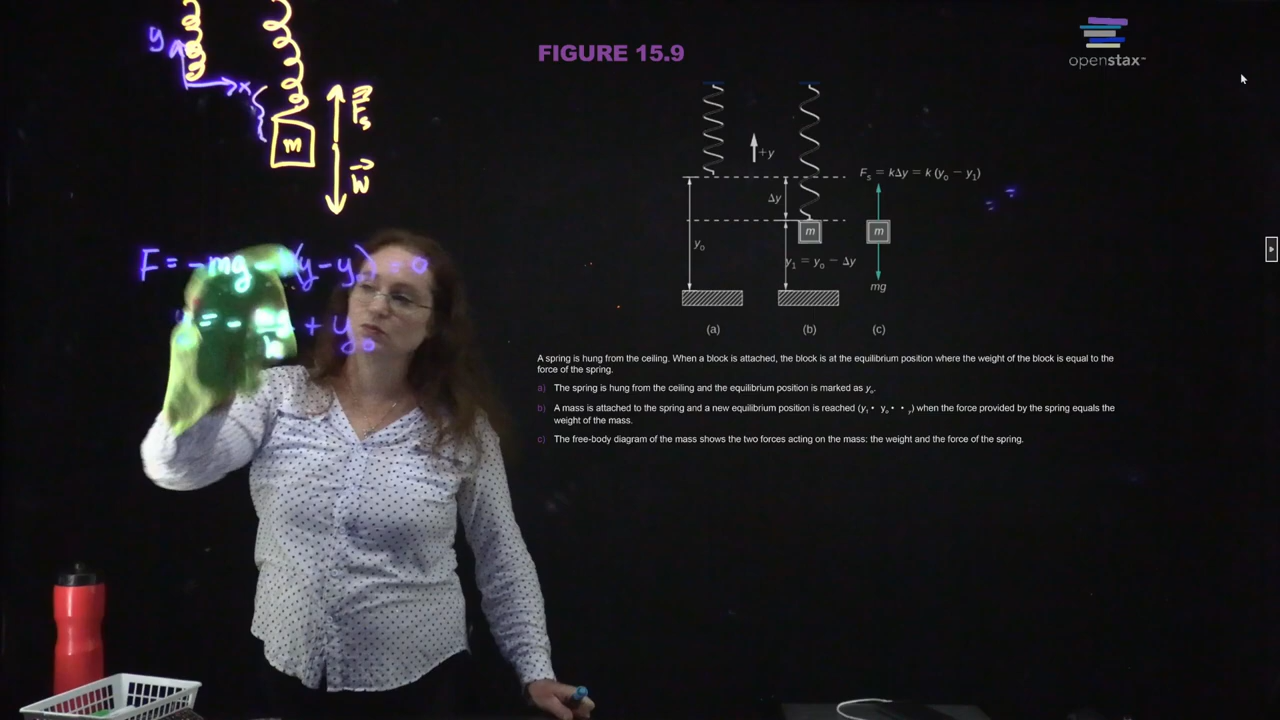 y
x
m
F⃗s
W⃗
F = -mg - (y - y₀) = 0
= - + y₀
FIGURE 15.9
openstax™
+y
Fs = kΔy = k(y₀ − y₁)
Δy
m
m
y₀
y₁ = y₀ − Δy
mg
(a)
(b)
(c)
A spring is hung from the ceiling. When a block is attached, the block is at the equilibrium position where the weight of the block is equal to the
force of the spring.
a) The spring is hung from the ceiling and the equilibrium position is marked as y₀.
b) A mass is attached to the spring and a new equilibrium position is reached (y₁ • y₀ • • y) when the force provided by the spring equals the
weight of the mass.
c) The free-body diagram of the mass shows the two forces acting on the mass: the weight and the force of the spring.
= =